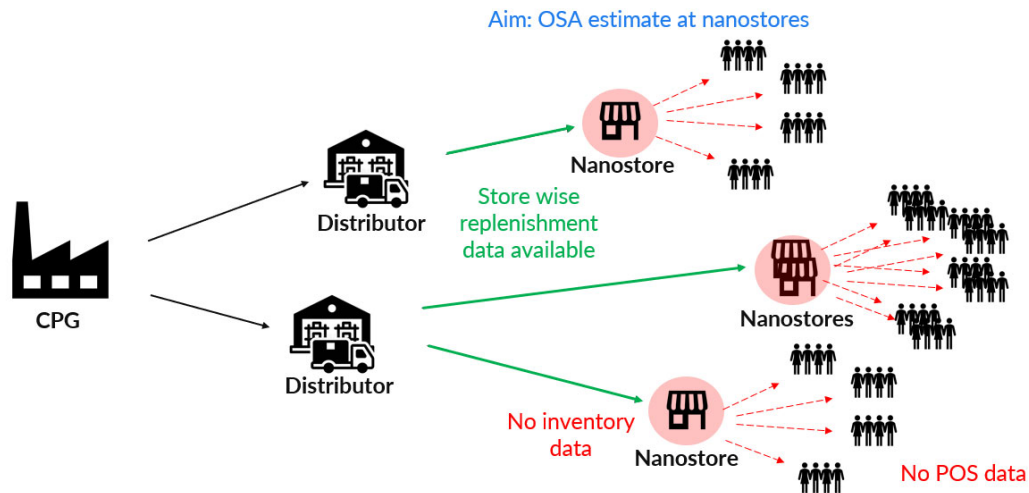 Aim: OSA estimate at nanostores
Nanostore
Distributor
Store wise
replenishment
data available
CPG
Nanostores
Distributor
No inventory
data
Nanostore
No POS data